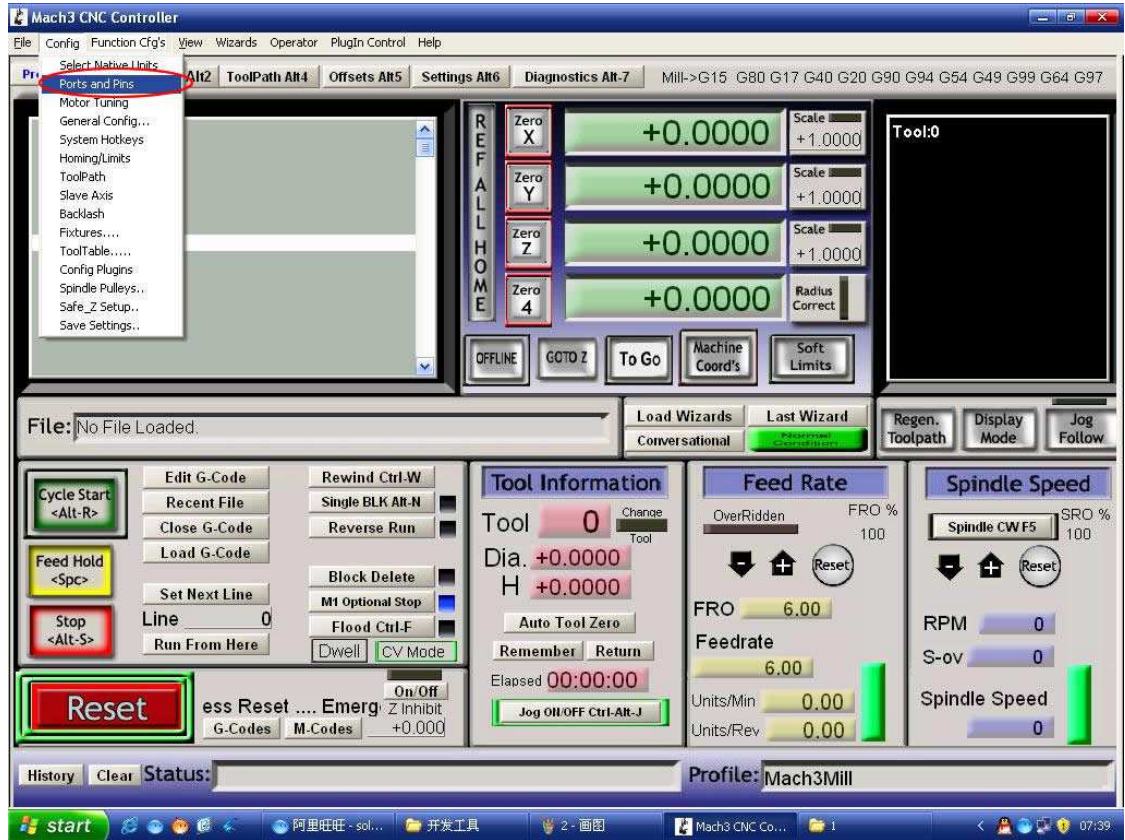 Mach3 CNC Controller
File Config Function Cfg's View Wizards Operator PlugIn Control Help
Select Native Units
Ports and Pins
Motor Tuning
General Config...
System Hotkeys
Homing/Limits
ToolPath
Slave Axis
Backlash
Fixtures....
ToolTable.....
Config Plugins
Spindle Pulleys..
Safe_Z Setup..
Save Settings..
Alt2 ToolPath Alt4 Offsets Alt5 Settings Alt6 Diagnostics Alt-7 Mill->G15 G80 G17 G40 G20 G90 G94 G54 G49 G99 G64 G97
REF ALL HOME
Zero X +0.0000 Scale +1.0000
Zero Y +0.0000 Scale +1.0000
Zero Z +0.0000 Scale +1.0000
Zero 4 +0.0000 Radius Correct
OFFLINE GOTO Z To Go Machine Coord's Soft Limits
Tool:0
File: No File Loaded.
Load Wizards Last Wizard
Conversational Normal Condition
Regen. Toolpath Display Mode Jog Follow
Cycle Start <Alt-R>
Feed Hold <Spc>
Stop <Alt-S>
Edit G-Code
Recent File
Close G-Code
Load G-Code
Set Next Line
Line 0
Run From Here
Rewind Ctrl-W
Single BLK Alt-N
Reverse Run
Block Delete
M1 Optional Stop
Flood Ctrl-F
Dwell CV Mode
Reset
ess Reset .... Emerg
G-Codes M-Codes
On/Off
Z Inhibit
+0.000
Tool Information
Tool 0 Change Tool
Dia. +0.0000
H +0.0000
Auto Tool Zero
Remember Return
Elapsed 00:00:00
Jog ON/OFF Ctrl-Alt-J
Feed Rate
OverRidden FRO % 100
Reset
FRO 6.00
Feedrate
6.00
Units/Min 0.00
Units/Rev 0.00
Spindle Speed
Spindle CW F5 SRO % 100
Reset
RPM 0
S-ov 0
Spindle Speed
0
History Clear Status: Profile: Mach3Mill
start 阿里旺旺 - sol... 开发工具 2 - 画图 Mach3 CNC Co... 1 07:39